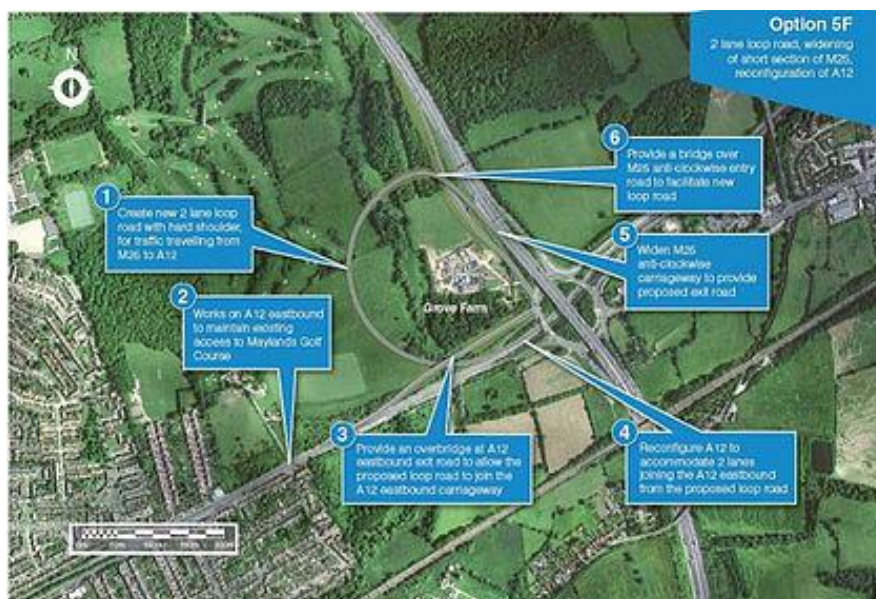 Option 5F
2 lane loop road, widening
of short section of M25,
reconfiguration of A12
N
6
Provide a bridge over
M25 anti-clockwise entry
road to facilitate new
loop road
1
Create new 2 lane loop
road with hard shoulder,
for traffic travelling from
M25 to A12
5
Widen M25
anti-clockwise
carriageway to provide
proposed exit road
2
Works on A12 eastbound
to maintain existing
access to Maylands Golf
Course
Grove Farm
3
Provide an overbridge at A12
eastbound exit road to allow the
proposed loop road to join the
A12 eastbound carriageway
4
Reconfigure A12 to
accommodate 2 lanes
joining the A12 eastbound
from the proposed loop road